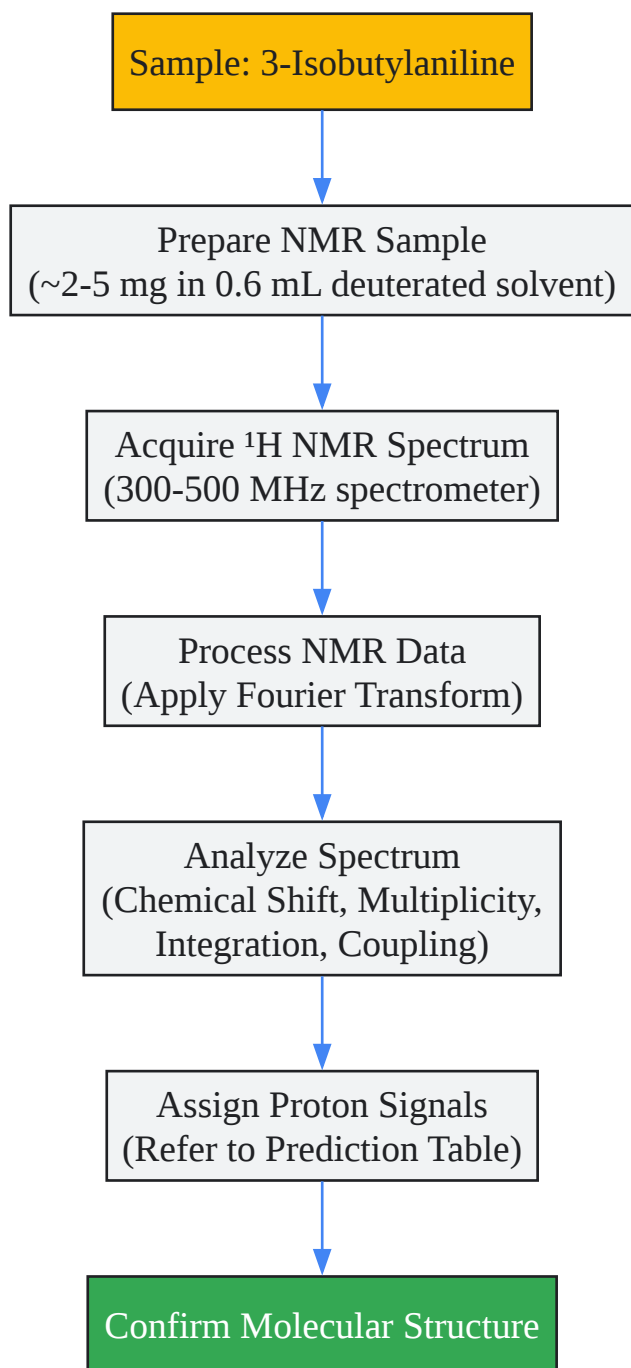 Sample: 3-Isobutylaniline
Prepare NMR Sample
(~2-5 mg in 0.6 mL deuterated solvent)
Acquire ¹H NMR Spectrum
(300-500 MHz spectrometer)
Process NMR Data
(Apply Fourier Transform)
Analyze Spectrum
(Chemical Shift, Multiplicity,
Integration, Coupling)
Assign Proton Signals
(Refer to Prediction Table)
Confirm Molecular Structure